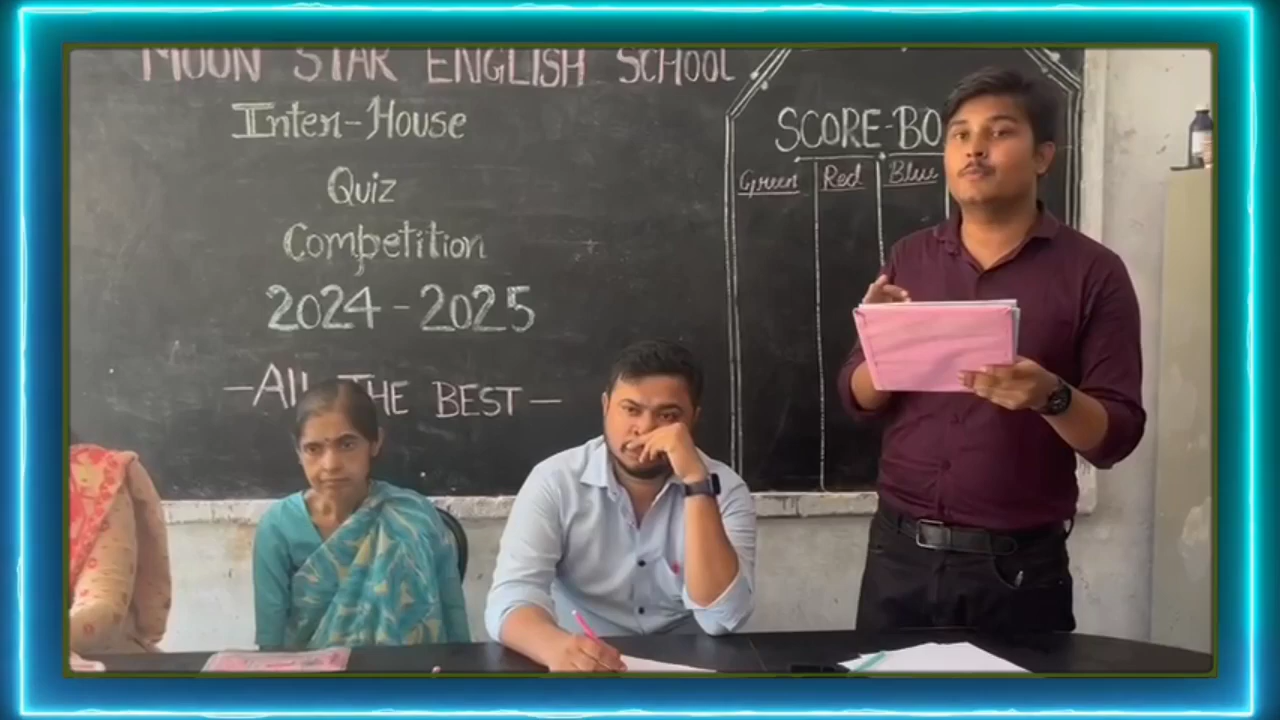 MOON STAR ENGLISH SCHOOL
Inter-House
Quiz
Competition
2024-2025
-ALL THE BEST-
SCORE-BO
Green Red Blue